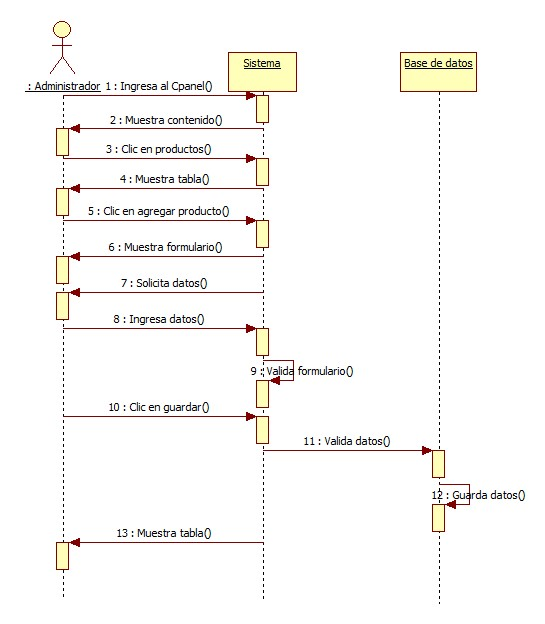 Sistema
Base de datos
: Administrador
1 : Ingresa al Cpanel()
2 : Muestra contenido()
3 : Clic en productos()
4 : Muestra tabla()
5 : Clic en agregar producto()
6 : Muestra formulario()
7 : Solicita datos()
8 : Ingresa datos()
9 : Valida formulario()
10 : Clic en guardar()
11 : Valida datos()
12 : Guarda datos()
13 : Muestra tabla()